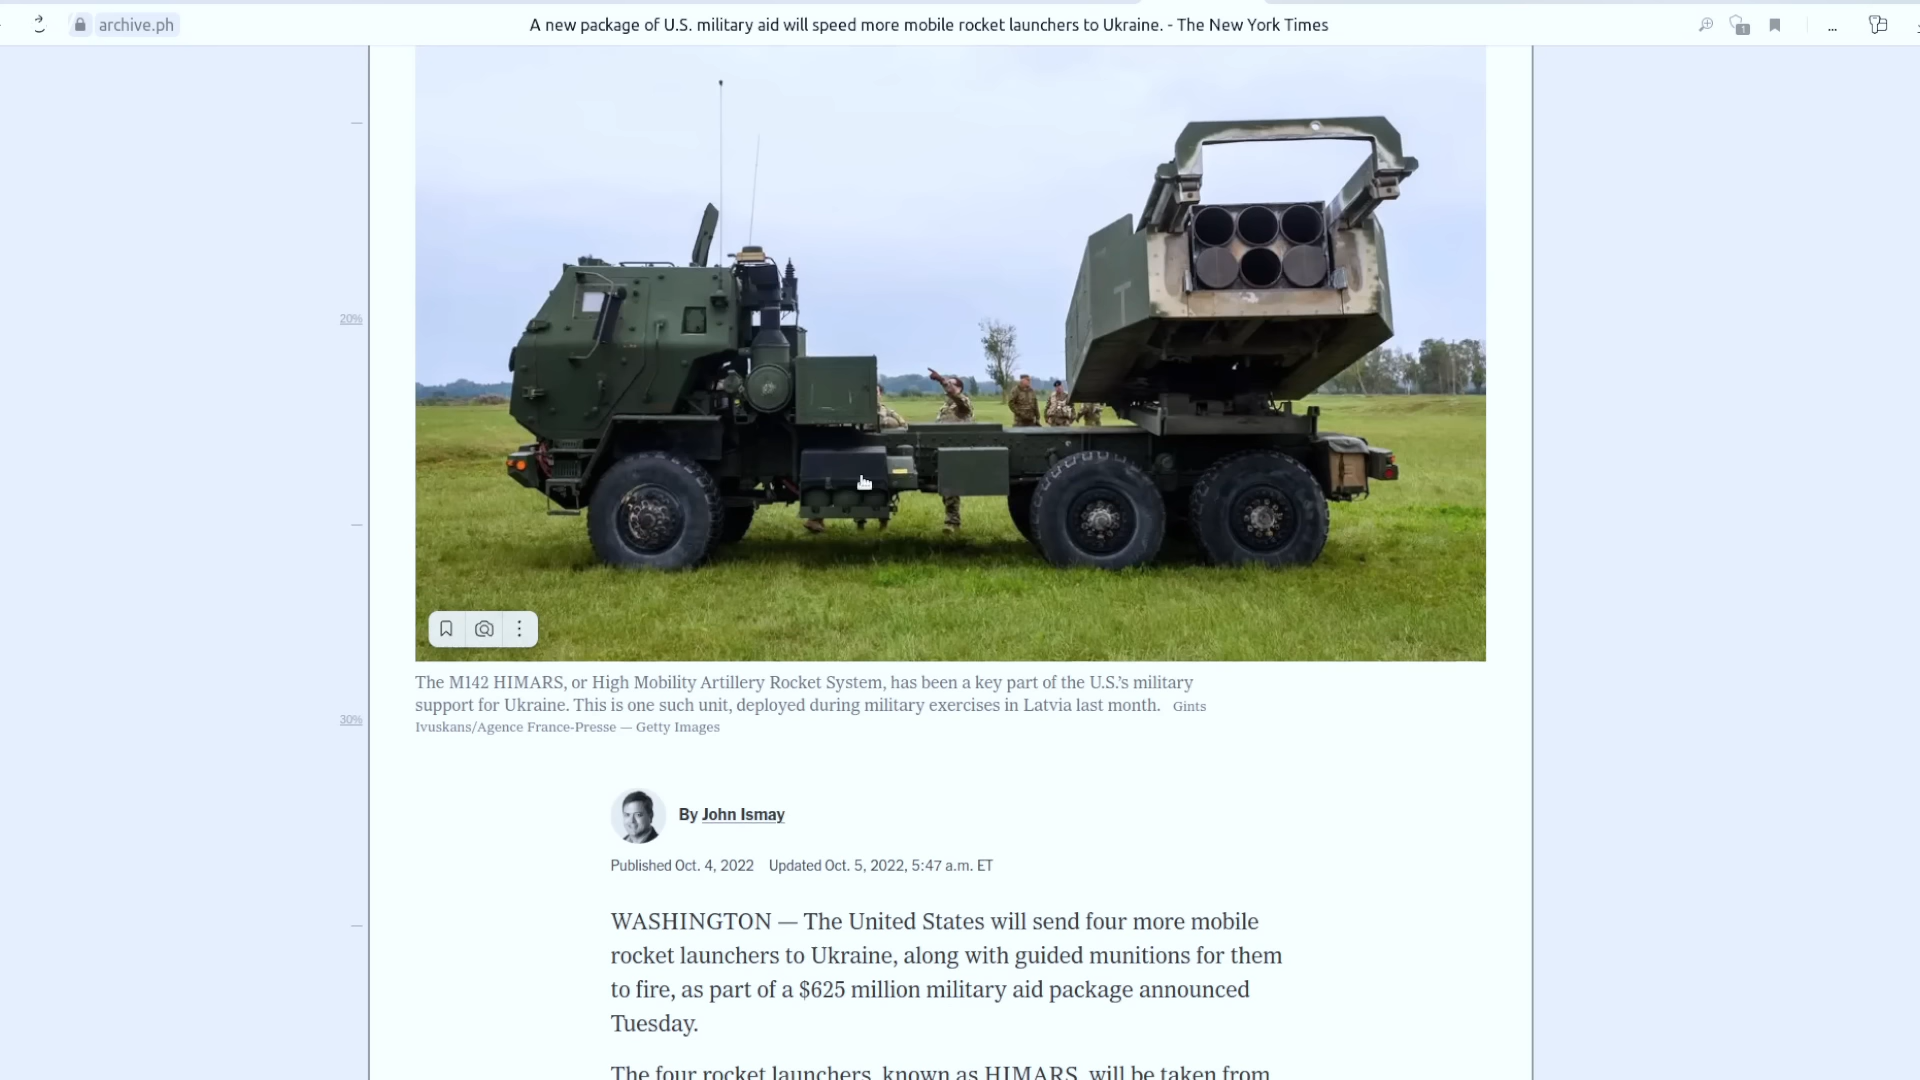 archive.ph
A new package of U.S. military aid will speed more mobile rocket launchers to Ukraine. - The New York Times
1
...
20%
The M142 HIMARS, or High Mobility Artillery Rocket System, has been a key part of the U.S.'s military
support for Ukraine. This is one such unit, deployed during military exercises in Latvia last month. Gints
Ivuskans/Agence France-Presse — Getty Images
30%
By John Ismay
Published Oct. 4, 2022 Updated Oct. 5, 2022, 5:47 a.m. ET
WASHINGTON — The United States will send four more mobile
rocket launchers to Ukraine, along with guided munitions for them
to fire, as part of a $625 million military aid package announced
Tuesday.
The four rocket launchers, known as HIMARS, will be taken from